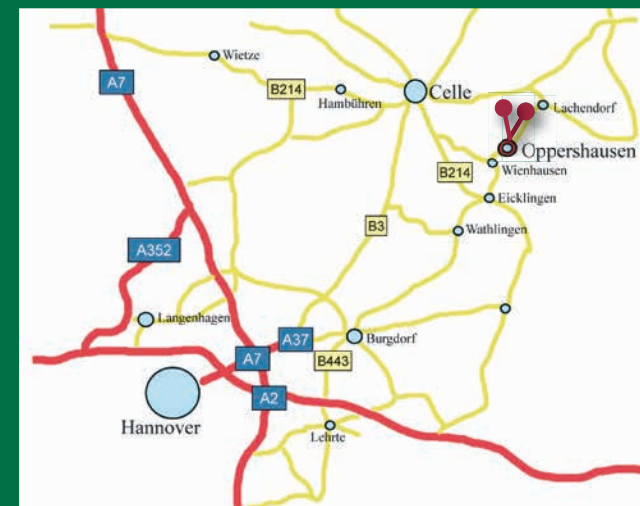 Wietze
A7
B214
Celle
Hambühren
Lachendorf
Oppershausen
B214
Wienhausen
Eicklingen
B3
Wathlingen
A352
Langenhagen
A37
Burgdorf
A7
B443
A2
Hannover
Lehrte